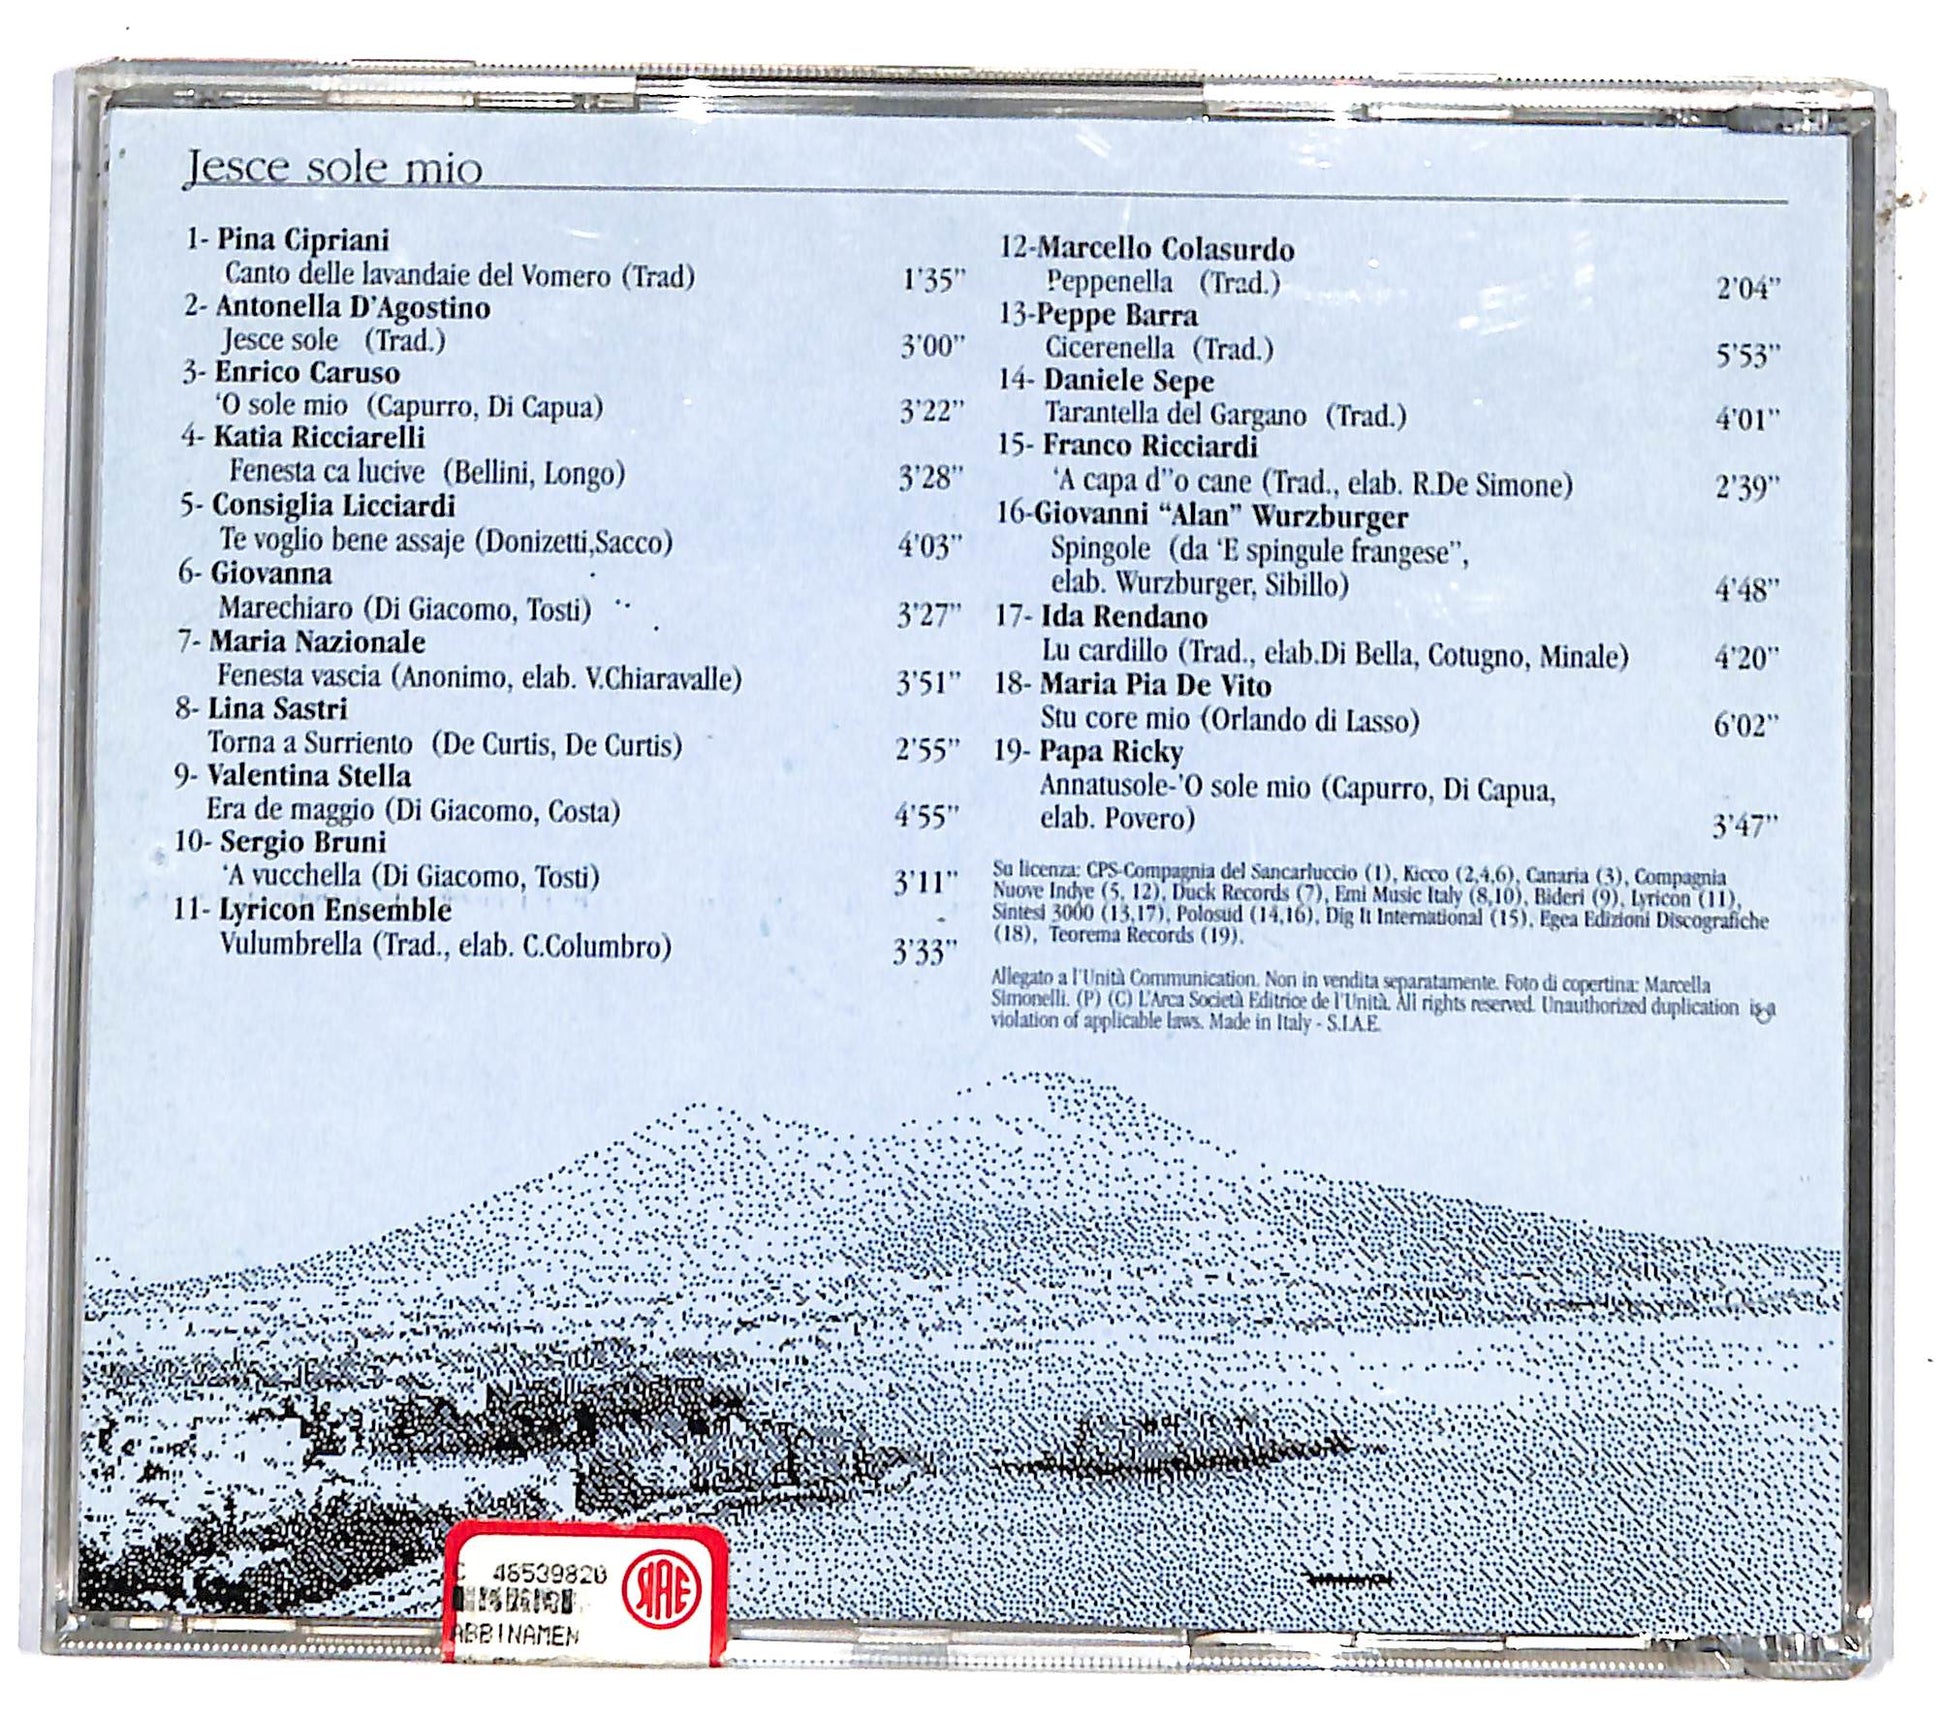 Jesce sole mio
1- Pina Cipriani
Canto delle lavandaie del Vomero (Trad) 1'35"
2- Antonella D'Agostino
Jesce sole (Trad.) 3'00"
3- Enrico Caruso
'O sole mio (Capurro, Di Capua) 3'22"
4- Katia Ricciarelli
Fenesta ca lucive (Bellini, Longo) 3'28"
5- Consiglia Licciardi
Te voglio bene assaje (Donizetti,Sacco) 4'03"
6- Giovanna
Marechiaro (Di Giacomo, Tosti) 3'27"
7- Maria Nazionale
Fenesta vascia (Anonimo, elab. V.Chiaravalle) 3'51"
8- Lina Sastri
Torna a Surriento (De Curtis, De Curtis) 2'55"
9- Valentina Stella
Era de maggio (Di Giacomo, Costa) 4'55"
10- Sergio Bruni
'A vucchella (Di Giacomo, Tosti) 3'11"
11- Lyricon Ensemble
Vulumbrella (Trad., elab. C.Columbro) 3'33"
12-Marcello Colasurdo
Peppenella (Trad.) 2'04"
13-Peppe Barra
Cicerenella (Trad.) 5'53"
14- Daniele Sepe
Tarantella del Gargano (Trad.) 4'01"
15- Franco Ricciardi
'A capa d''o cane (Trad., elab. R.De Simone) 2'39"
16-Giovanni "Alan" Wurzburger
Spingole (da 'E spingule frangese",
elab. Wurzburger, Sibillo) 4'48"
17- Ida Rendano
Lu cardillo (Trad., elab.Di Bella, Cotugno, Minale) 4'20"
18- Maria Pia De Vito
Stu core mio (Orlando di Lasso) 6'02"
19- Papa Ricky
Annatusole-'O sole mio (Capurro, Di Capua,
elab. Povero) 3'47"
Su licenza: CPS-Compagnia del Sancarluccio (1), Kicco (2,4,6), Canaria (3), Compagnia
Nuove Indye (5, 12), Duck Records (7), Emi Music Italy (8,10), Bideri (9), Lyricon (11),
Sintesi 3000 (13,17), Polosud (14,16), Dig It International (15), Egea Edizioni Discografiche
(18), Teorema Records (19).
Allegato a l'Unità Communication. Non in vendita separatamente. Foto di copertina: Marcella
Simonelli. (P) (C) L'Arca Società Editrice de l'Unità. All rights reserved. Unauthorized duplication is a
violation of applicable laws. Made in Italy - S.I.A.E.
C 46539820
SIAE
ABBINAMEN